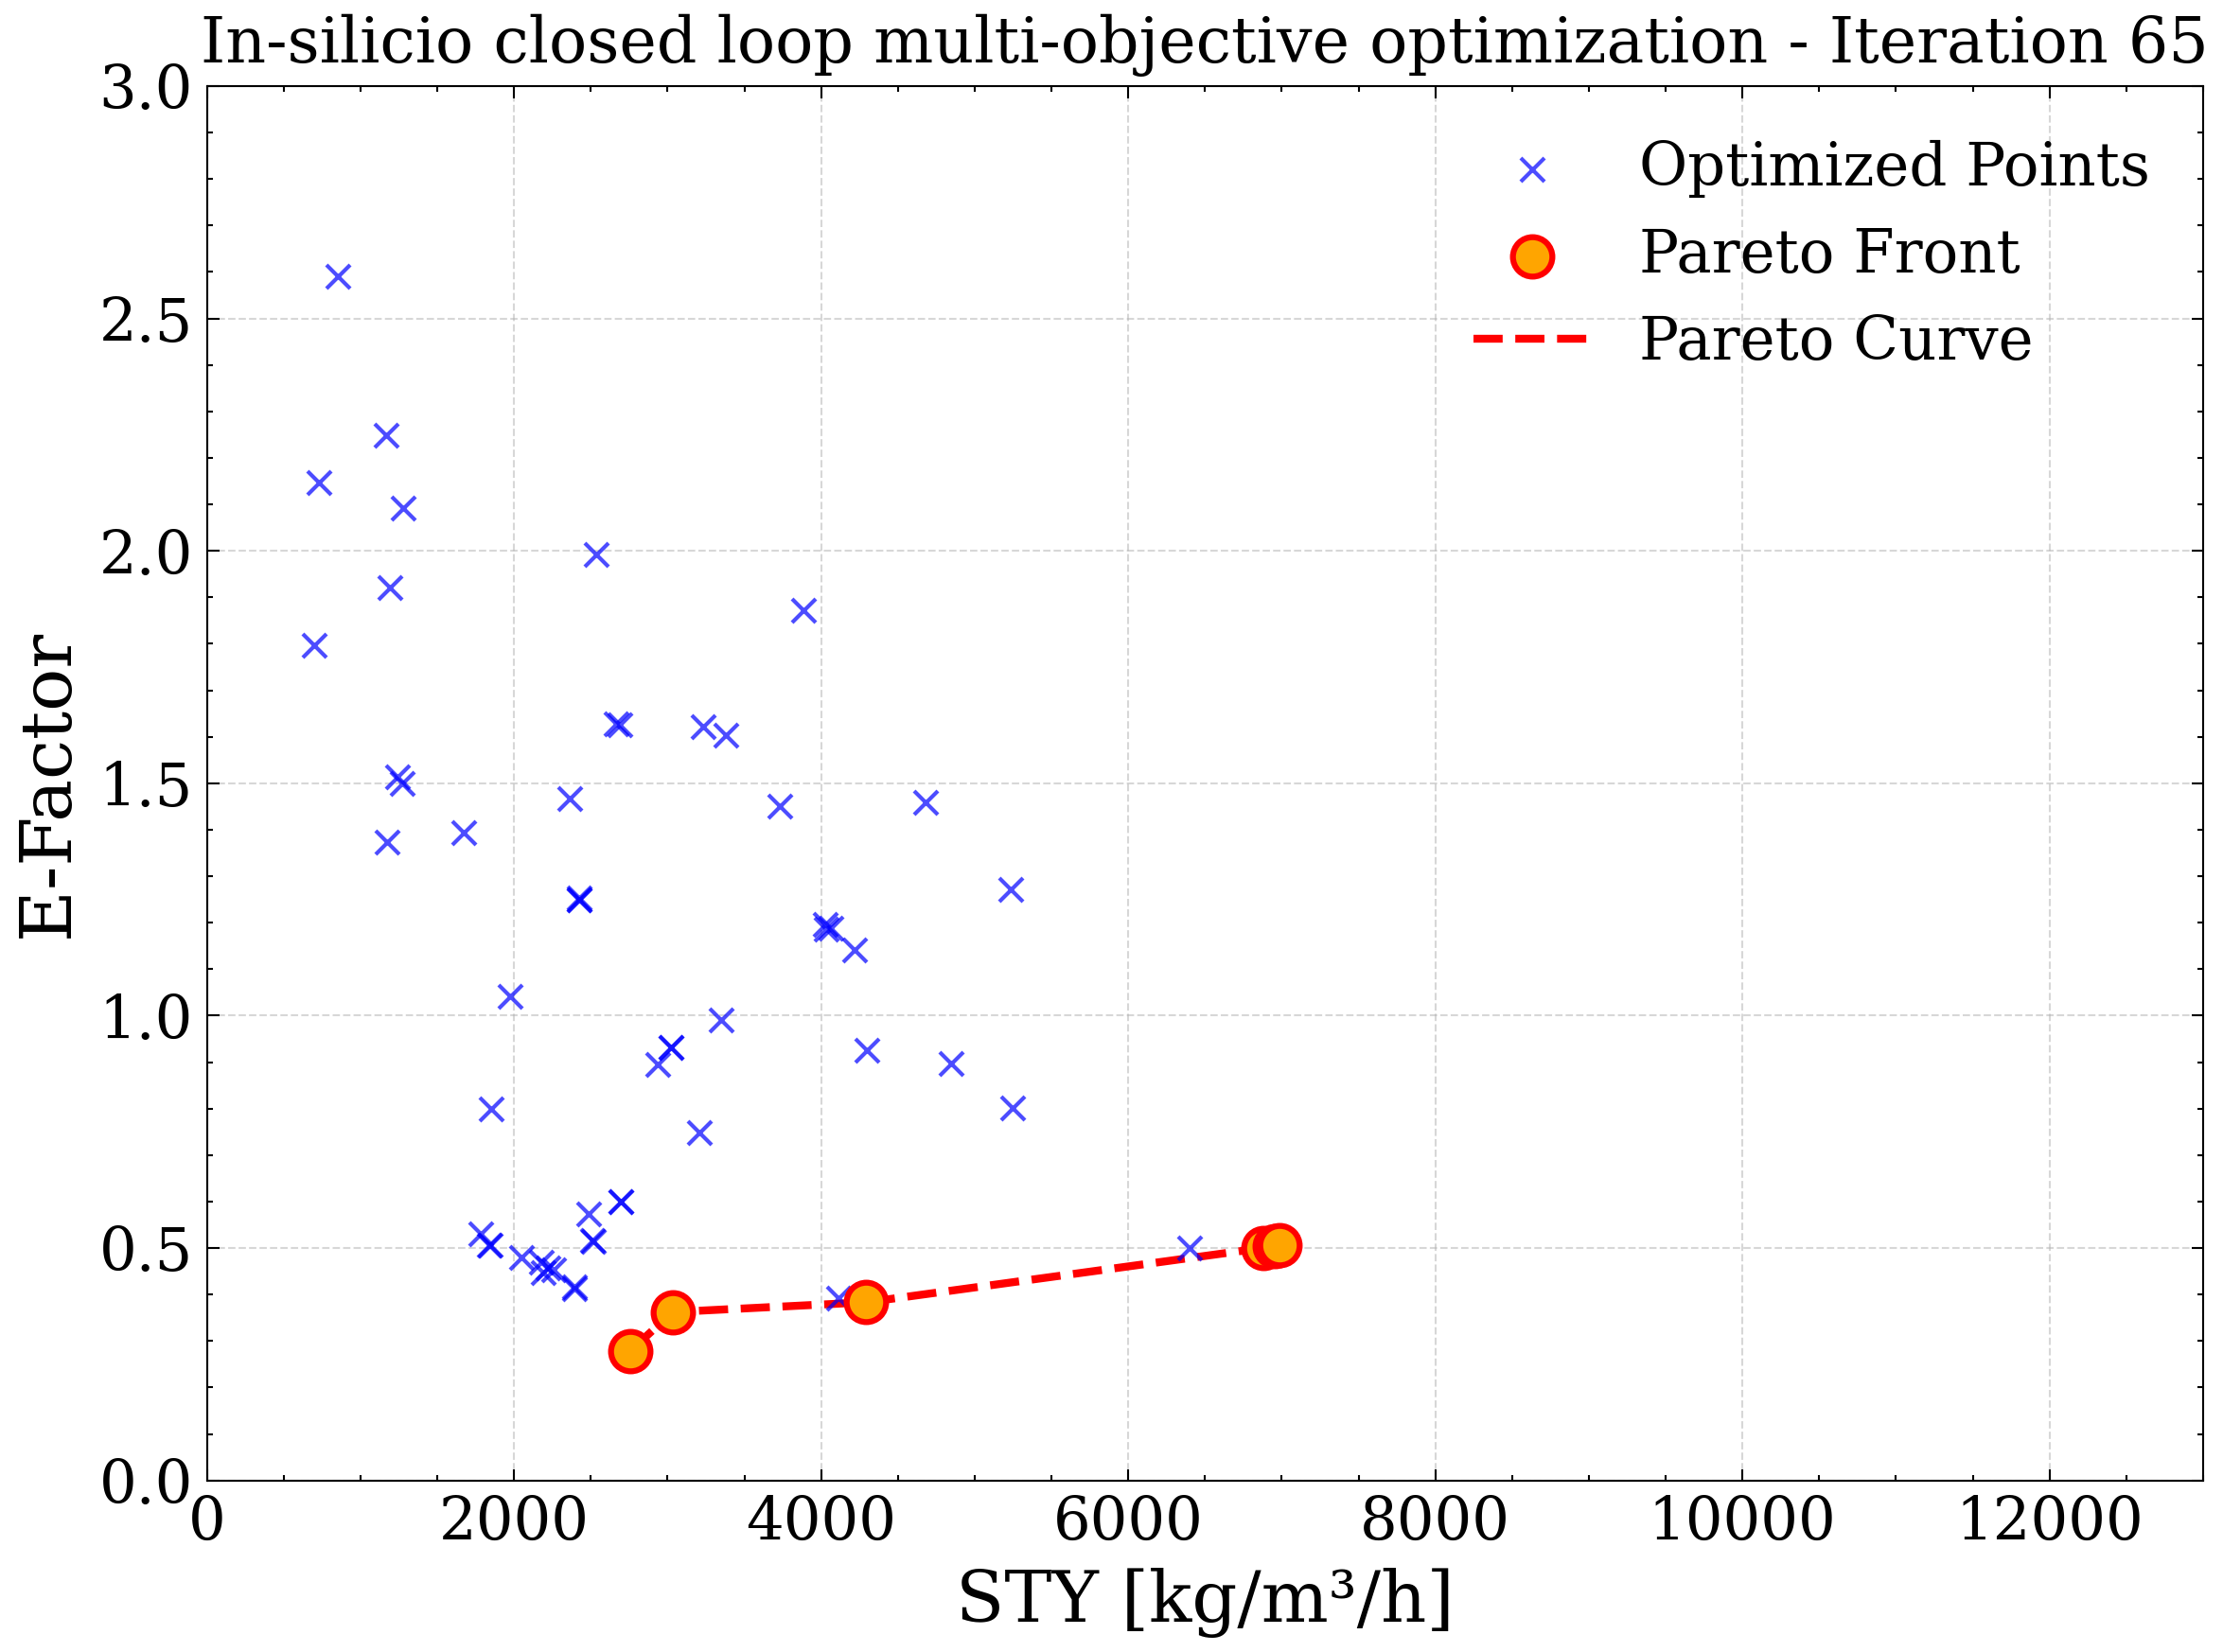 In-silicio closed loop multi-objective optimization - Iteration 65
Optimized Points
Pareto Front
Pareto Curve
E-Factor
3.0
2.5
2.0
1.5
1.0
0.5
0.0
0 2000 4000 6000 8000 10000 12000
STY [kg/m³/h]